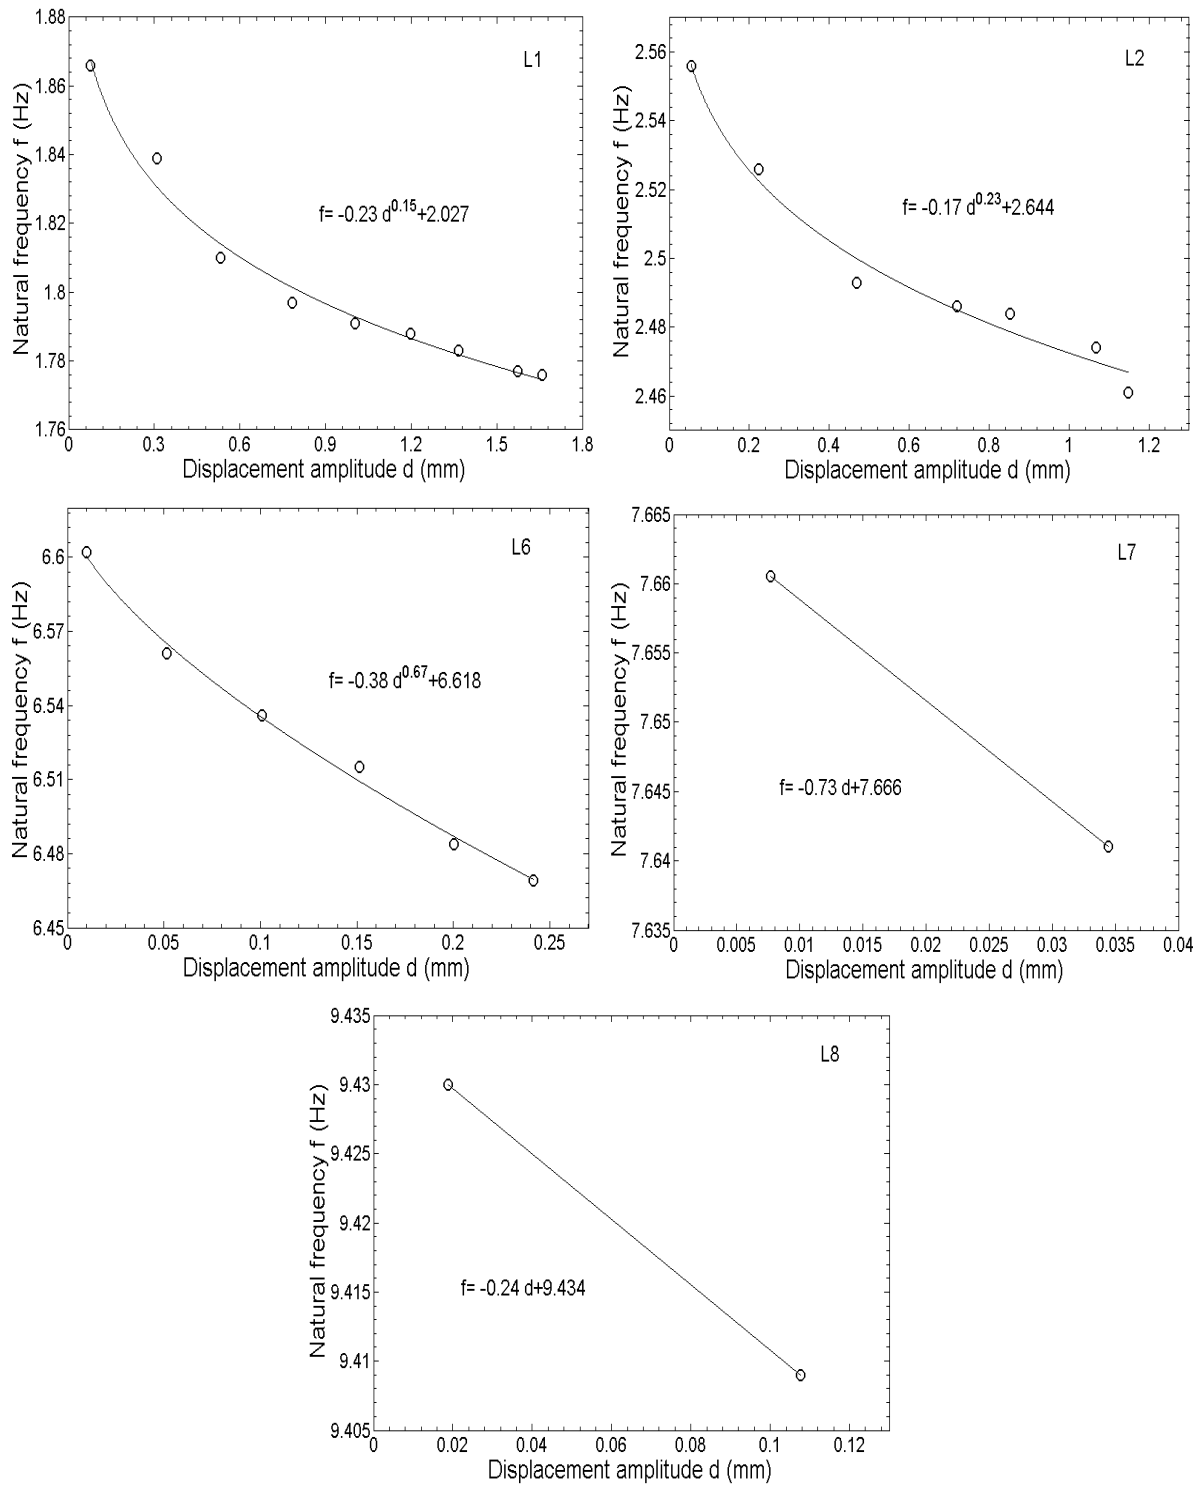 L1
Natural frequency f (Hz)
1.88
1.86
1.84
1.82
1.8
1.78
1.76
f= -0.23 d^0.15+2.027
0 0.3 0.6 0.9 1.2 1.5 1.8
Displacement amplitude d (mm)
L2
Natural frequency f (Hz)
2.56
2.54
2.52
2.5
2.48
2.46
f= -0.17 d^0.23+2.644
0 0.2 0.4 0.6 0.8 1 1.2
Displacement amplitude d (mm)
L6
Natural frequency f (Hz)
6.6
6.57
6.54
6.51
6.48
6.45
f= -0.38 d^0.67+6.618
0 0.05 0.1 0.15 0.2 0.25
Displacement amplitude d (mm)
L7
Natural frequency f (Hz)
7.665
7.66
7.655
7.65
7.645
7.64
7.635
f= -0.73 d+7.666
0 0.005 0.01 0.015 0.02 0.025 0.03 0.035 0.04
Displacement amplitude d (mm)
L8
Natural frequency f (Hz)
9.435
9.43
9.425
9.42
9.415
9.41
9.405
f= -0.24 d+9.434
0 0.02 0.04 0.06 0.08 0.1 0.12
Displacement amplitude d (mm)